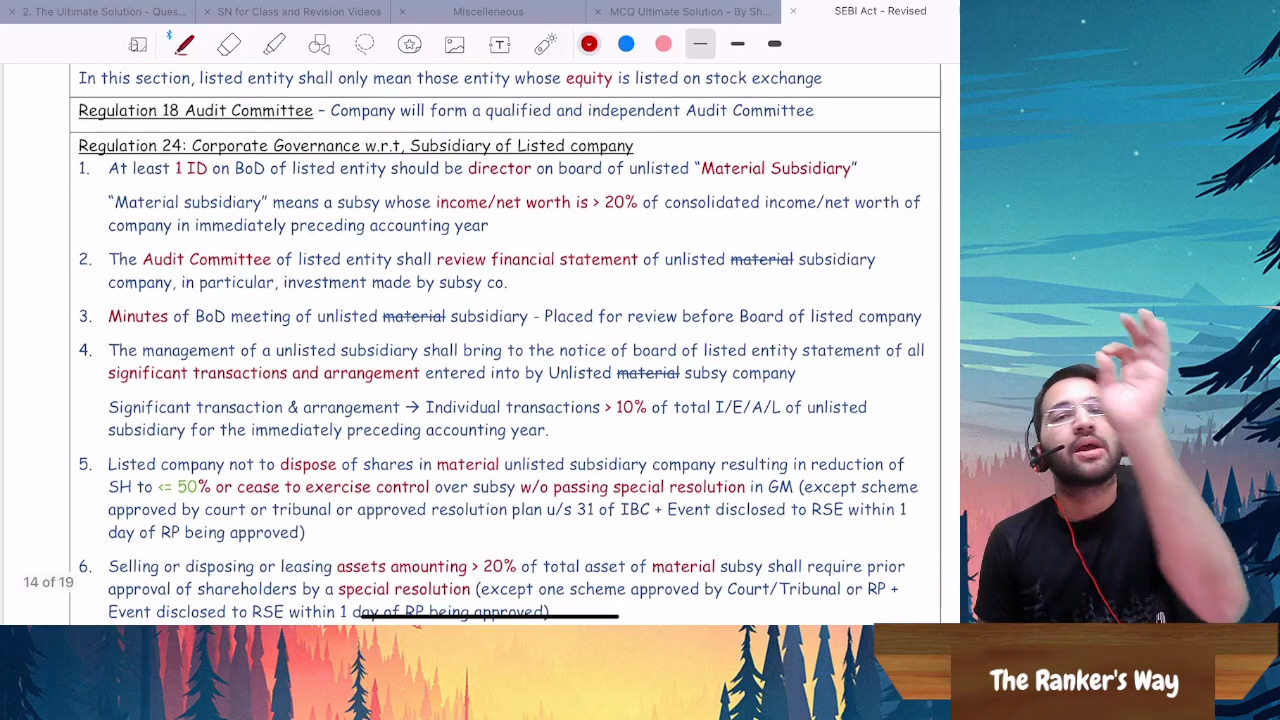 2. The Ultimate Solution - Ques...
SN for Class and Revision Videos
Miscellaneous
MCQ Ultimate Solution - By Sh...
SEBI Act - Revised
In this section, listed entity shall only mean those entity whose equity is listed on stock exchange
Regulation 18 Audit Committee – Company will form a qualified and independent Audit Committee
Regulation 24: Corporate Governance w.r.t, Subsidiary of Listed company
1. At least 1 ID on BoD of listed entity should be director on board of unlisted “Material Subsidiary”
“Material subsidiary” means a subsy whose income/net worth is > 20% of consolidated income/net worth of
company in immediately preceding accounting year
2. The Audit Committee of listed entity shall review financial statement of unlisted material subsidiary
company, in particular, investment made by subsy co.
3. Minutes of BoD meeting of unlisted material subsidiary - Placed for review before Board of listed company
4. The management of a unlisted subsidiary shall bring to the notice of board of listed entity statement of all
significant transactions and arrangement entered into by Unlisted material subsy company
Significant transaction & arrangement → Individual transactions > 10% of total I/E/A/L of unlisted
subsidiary for the immediately preceding accounting year.
5. Listed company not to dispose of shares in material unlisted subsidiary company resulting in reduction of
SH to <= 50% or cease to exercise control over subsy w/o passing special resolution in GM (except scheme
approved by court or tribunal or approved resolution plan u/s 31 of IBC + Event disclosed to RSE within 1
day of RP being approved)
6. Selling or disposing or leasing assets amounting > 20% of total asset of material subsy shall require prior
14 of 19
approval of shareholders by a special resolution (except one scheme approved by Court/Tribunal or RP +
Event disclosed to RSE within 1 day of RP being approved)
The Ranker's Way